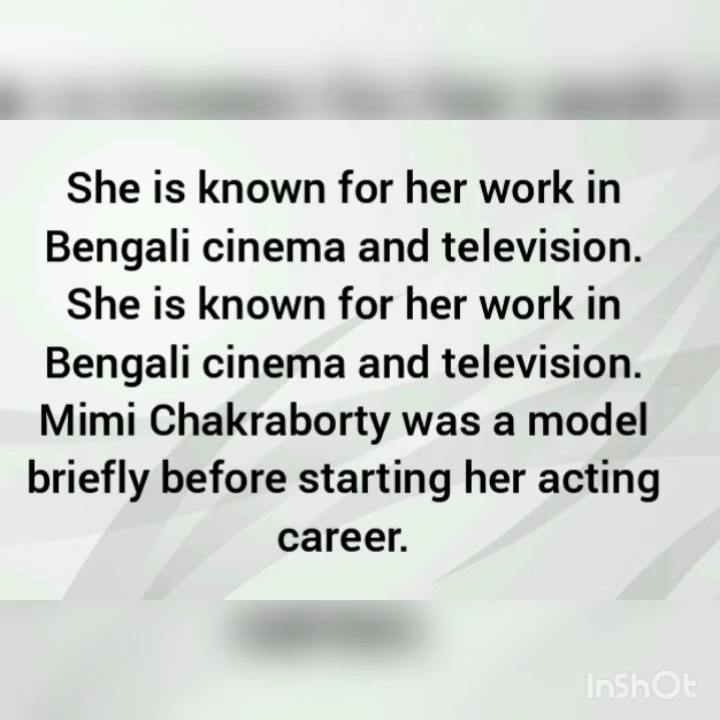 She is known for her work in
Bengali cinema and television.
She is known for her work in
Bengali cinema and television.
Mimi Chakraborty was a model
briefly before starting her acting
career.
InShOt